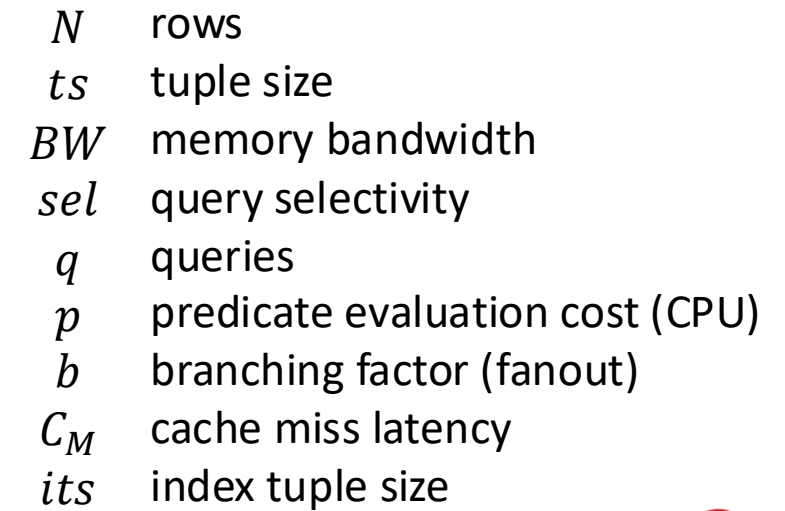 N rows
ts tuple size
BW memory bandwidth
sel query selectivity
q queries
p predicate evaluation cost (CPU)
b branching factor (fanout)
C_M cache miss latency
its index tuple size